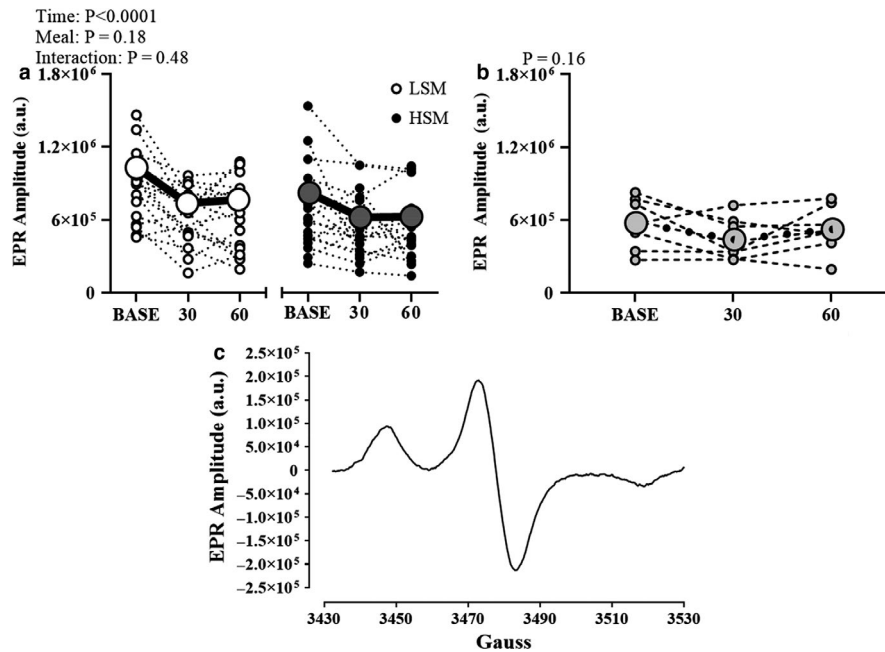 Time: P<0.0001
Meal: P = 0.18
Interaction: P = 0.48
a
1.8×10⁶
1.2×10⁶
6×10⁵
0
EPR Amplitude (a.u.)
LSM
HSM
BASE 30 60 BASE 30 60
b
P = 0.16
1.8×10⁶
1.2×10⁶
6×10⁵
0
EPR Amplitude (a.u.)
BASE 30 60
c
2.5×10⁵
2.0×10⁵
1.5×10⁵
1.0×10⁵
5.0×10⁴
0
−5.0×10⁴
−1.0×10⁵
−1.5×10⁵
−2.0×10⁵
−2.5×10⁵
EPR Amplitude (a.u.)
3430 3450 3470 3490 3510 3530
Gauss